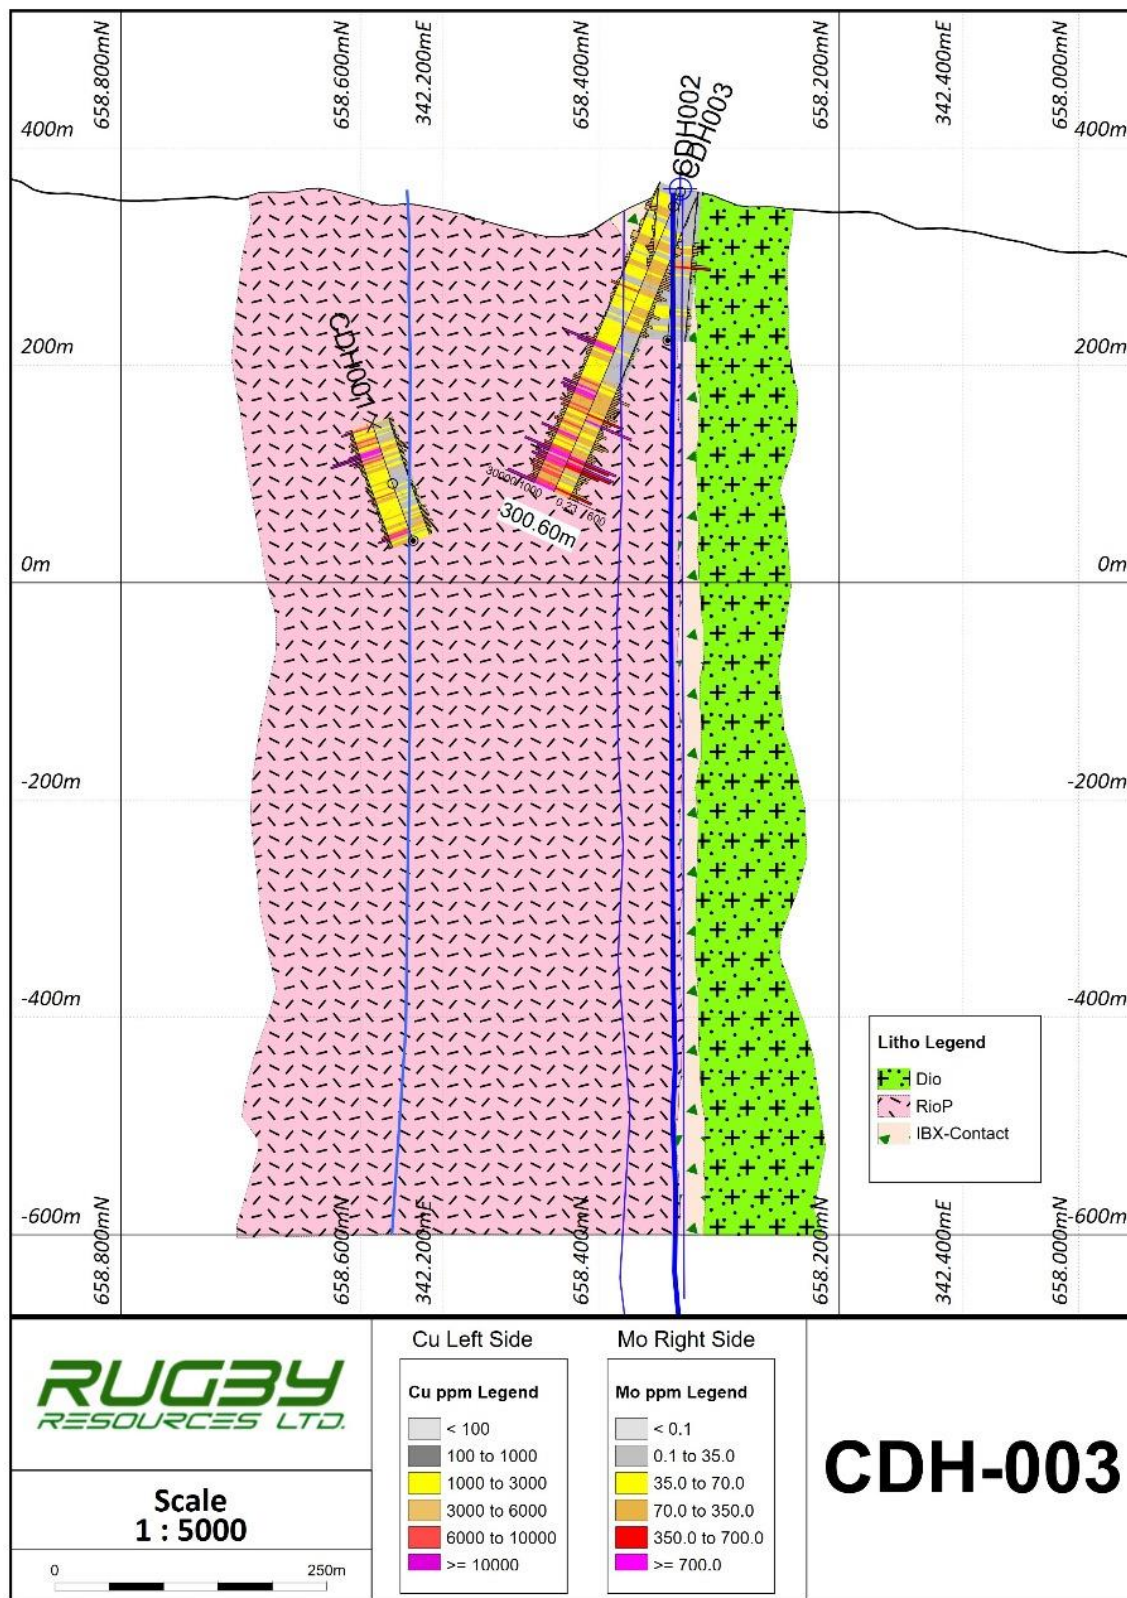 658.800mN
658.600mN
342.200mE
658.400mN
658.200mN
342.400mE
658.000mN
CDH002
CDH003
400m
400m
200m
200m
CDH001
30000
1000
0.23
600
300.60m
0m
0m
-200m
-200m
-400m
-400m
Litho Legend
Dio
RioP
IBX-Contact
-600m
-600m
658.800mN
658.600mN
342.200mE
658.400mN
658.200mN
342.400mE
658.000mN
RUGBY
RESOURCES LTD.
Scale
1 : 5000
0 250m
Cu Left Side
Cu ppm Legend
< 100
100 to 1000
1000 to 3000
3000 to 6000
6000 to 10000
>= 10000
Mo Right Side
Mo ppm Legend
< 0.1
0.1 to 35.0
35.0 to 70.0
70.0 to 350.0
350.0 to 700.0
>= 700.0
CDH-003